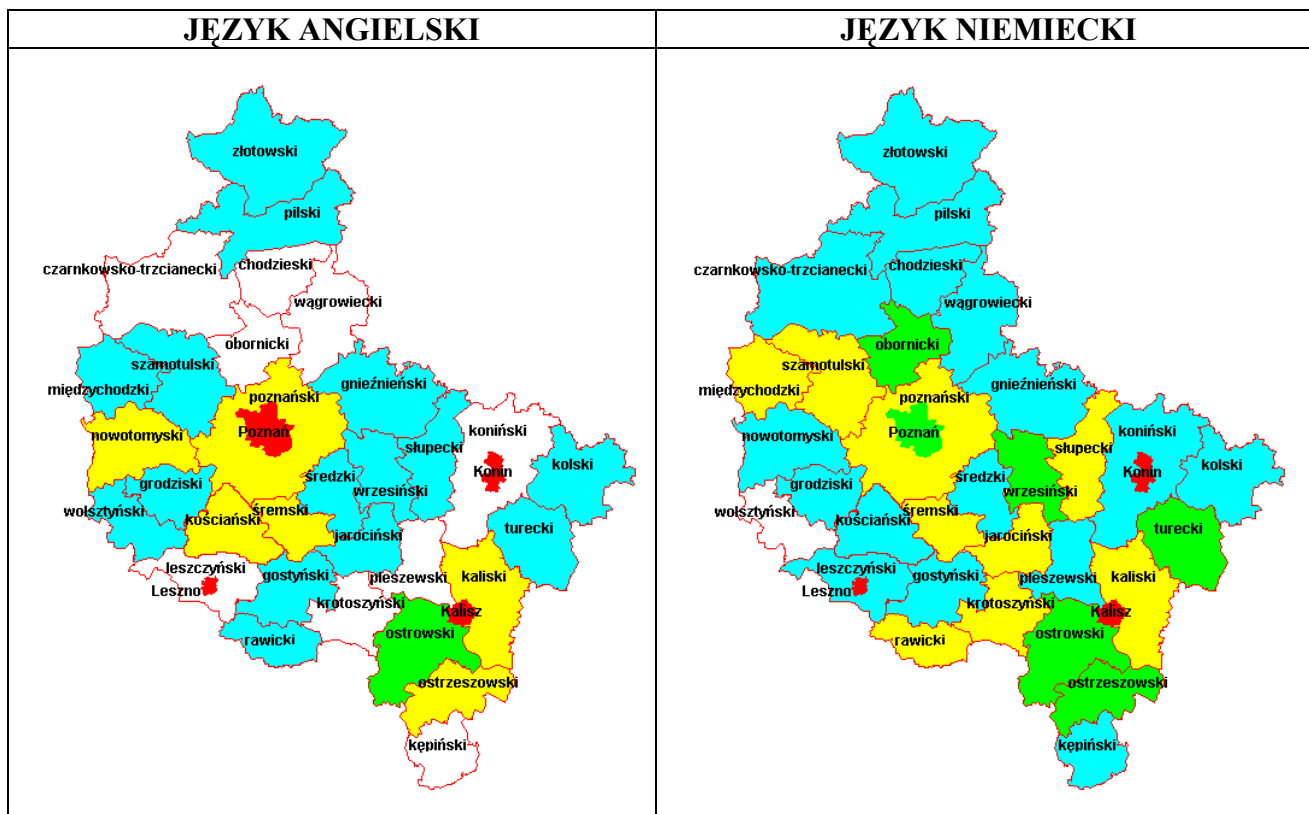 JĘZYK ANGIELSKI
złotowski
pilski
czarnkowsko-trzcianecki
chodzieski
wągrowiecki
obornicki
szamotulski
międzychodzki
gnieźnieński
poznański
nowotomyski
Poznań
koniński
słupecki
Konin
kolski
grodziski
średzki
wrzesiński
wolsztyński
kościański
śremski
jarociński
turecki
leszczyński
Leszno
gostyński
pleszewski
kaliski
krotoszyński
Kalisz
rawicki
ostrowski
ostrzeszowski
kępiński
JĘZYK NIEMIECKI
złotowski
pilski
czarnkowsko-trzcianecki
chodzieski
wągrowiecki
obornicki
szamotulski
międzychodzki
gnieźnieński
poznański
nowotomyski
Poznań
koniński
słupecki
Konin
kolski
grodziski
średzki
wrzesiński
wolsztyński
kościański
śremski
jarociński
turecki
leszczyński
Leszno
gostyński
pleszewski
kaliski
krotoszyński
Kalisz
rawicki
ostrowski
ostrzeszowski
kępiński